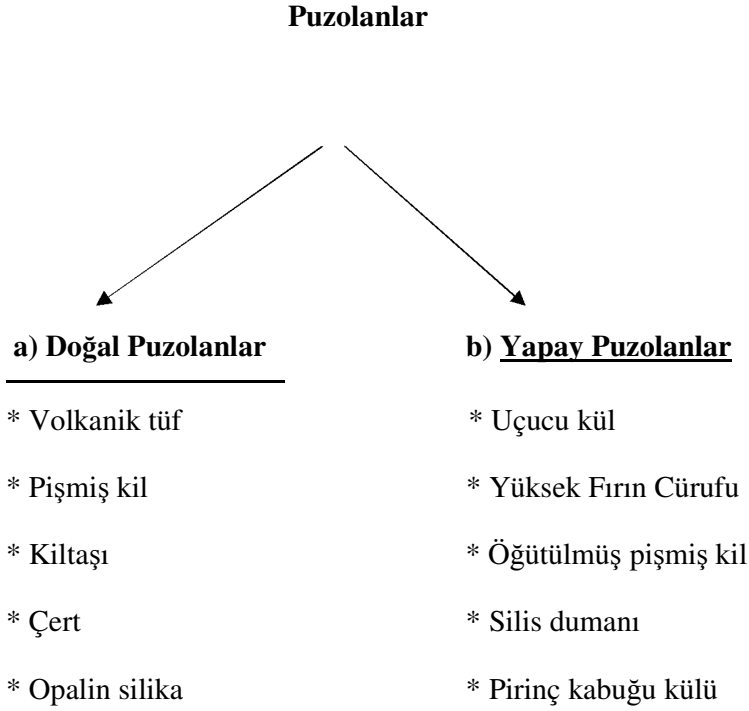 Puzolanlar
a) Doğal Puzolanlar
* Volkanik tüf
* Pişmiş kil
* Kiltaşı
* Çert
* Opalin silika
b) Yapay Puzolanlar
* Uçucu kül
* Yüksek Fırın Cürufu
* Öğütülmüş pişmiş kil
* Silis dumanı
* Pirinç kabuğu külü